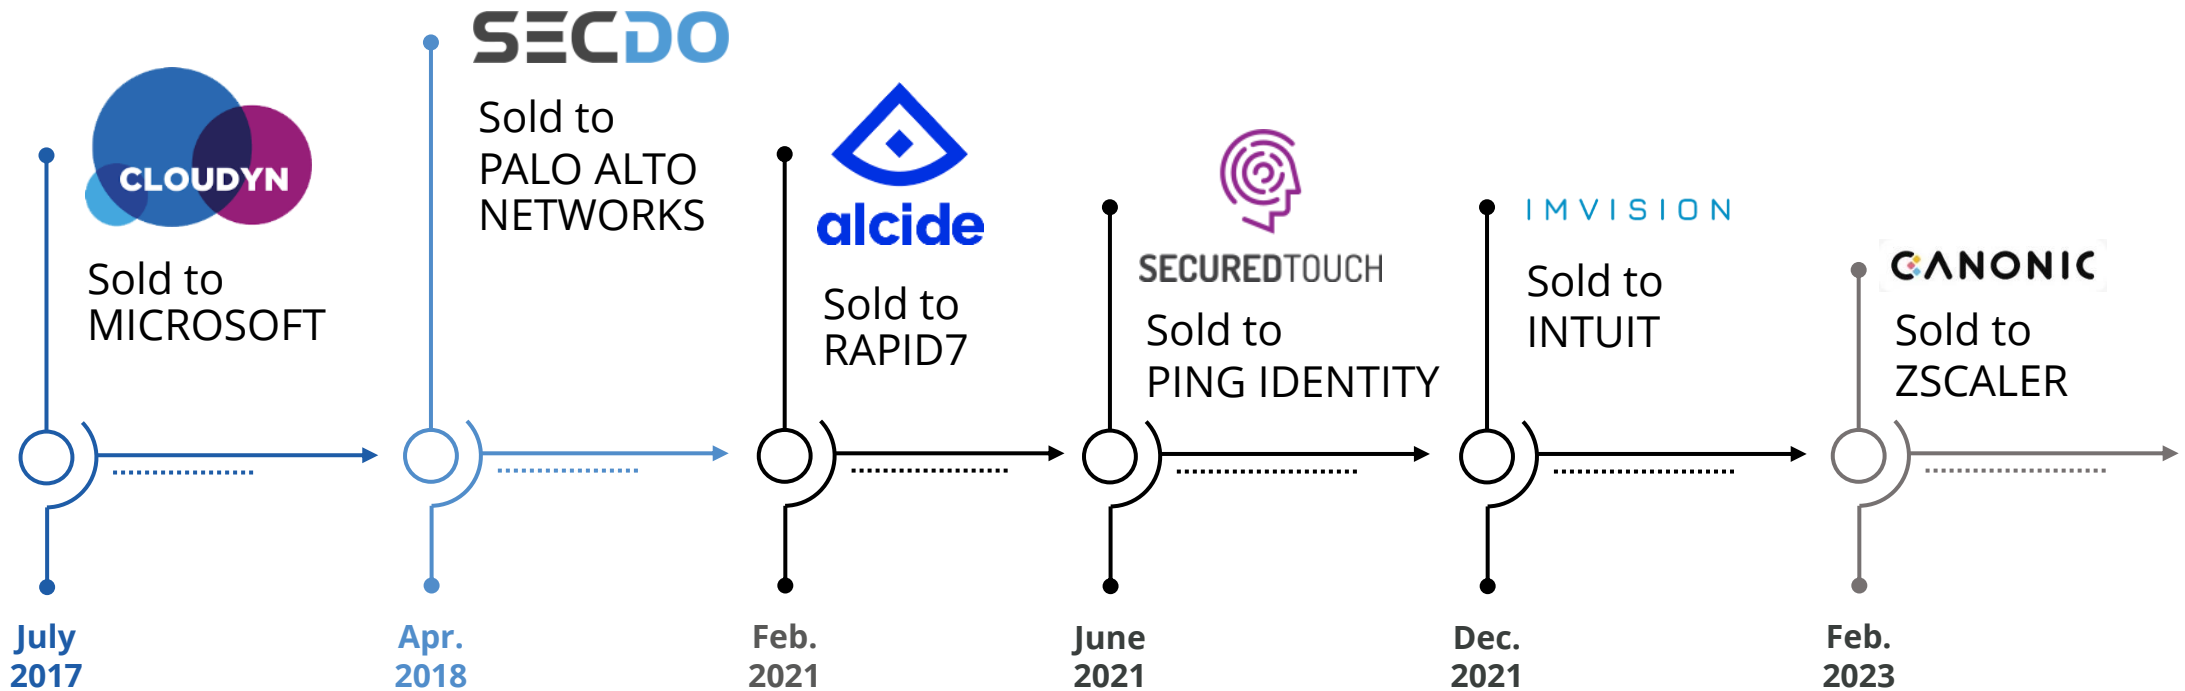 CLOUDYN
Sold to
MICROSOFT
July
2017
SECDO
Sold to
PALO ALTO
NETWORKS
Apr.
2018
alcide
Sold to
RAPID7
Feb.
2021
SECUREDTOUCH
Sold to
PING IDENTITY
June
2021
IMVISION
Sold to
INTUIT
Dec.
2021
CANONIC
Sold to
ZSCALER
Feb.
2023